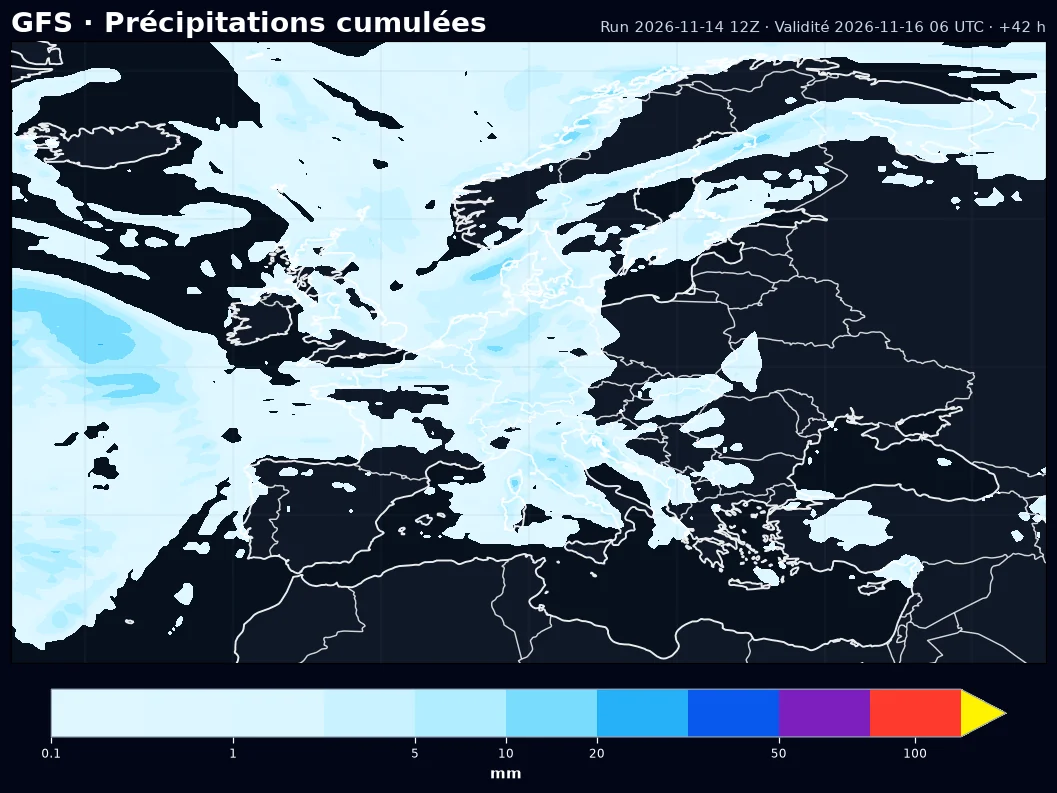 GFS · Précipitations cumulées
Run 2026-11-14 12Z · Validité 2026-11-16 06 UTC · +42 h
0.1 1 5 10 20 50 100
mm